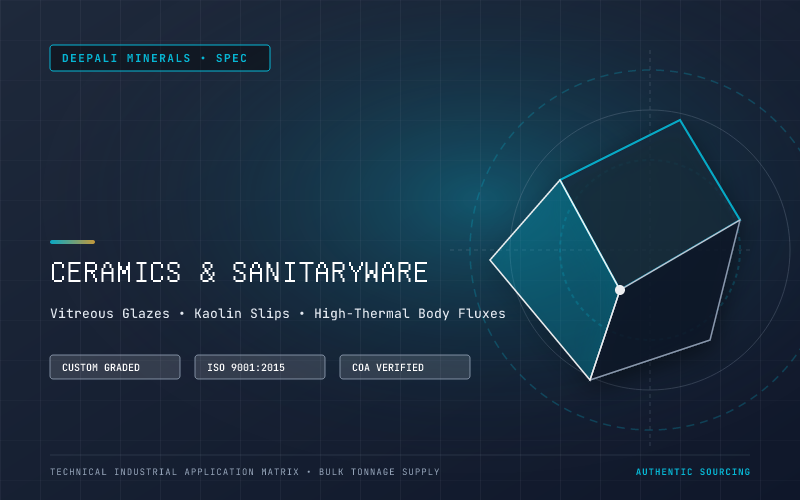 DEEPALI MINERALS • SPEC
CERAMICS & SANITARYWARE
Vitreous Glazes • Kaolin Slips • High-Thermal Body Fluxes
CUSTOM GRADED
ISO 9001:2015
COA VERIFIED
TECHNICAL INDUSTRIAL APPLICATION MATRIX • BULK TONNAGE SUPPLY
AUTHENTIC SOURCING